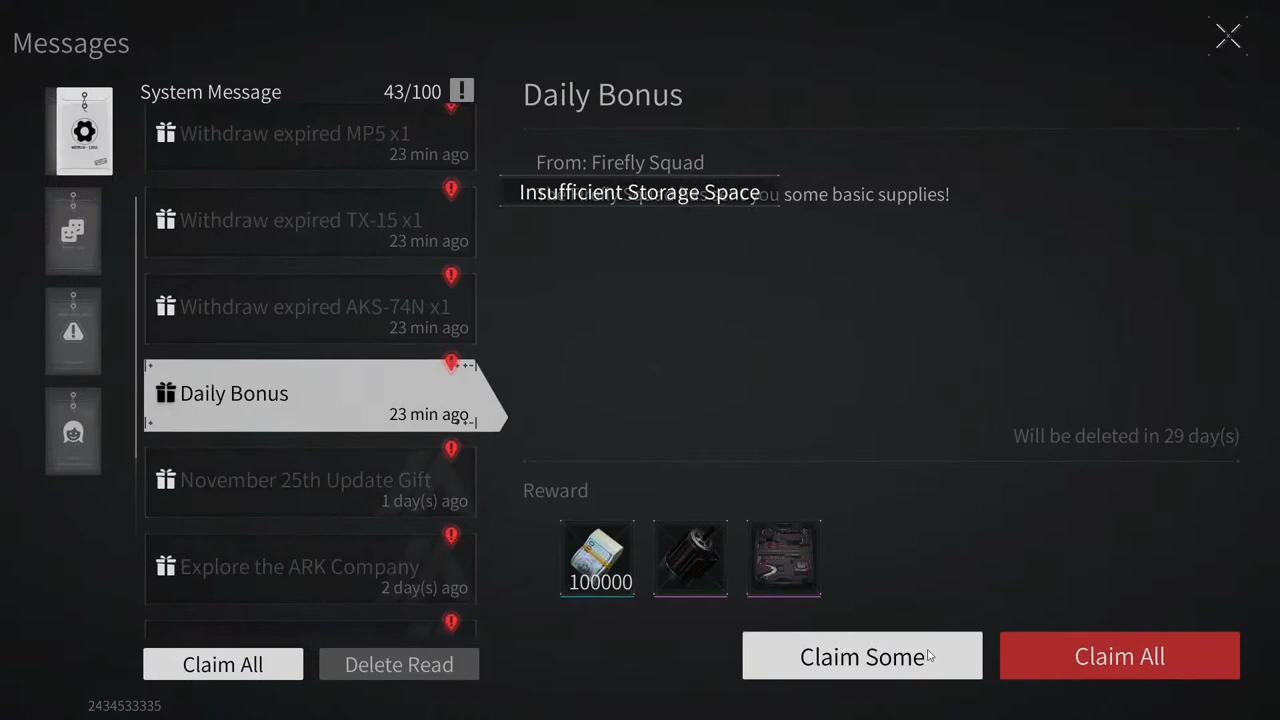 Messages
System Message
43/100
Withdraw expired MP5 x1
23 min ago
Withdraw expired TX-15 x1
23 min ago
Withdraw expired AKS-74N x1
23 min ago
Daily Bonus
23 min ago
November 25th Update Gift
1 day(s) ago
Explore the ARK Company
2 day(s) ago
Claim All
Delete Read
Daily Bonus
From: Firefly Squad
Insufficient Storage Space
you some basic supplies!
Will be deleted in 29 day(s)
Reward
100000
Claim Some
Claim All
2434533335